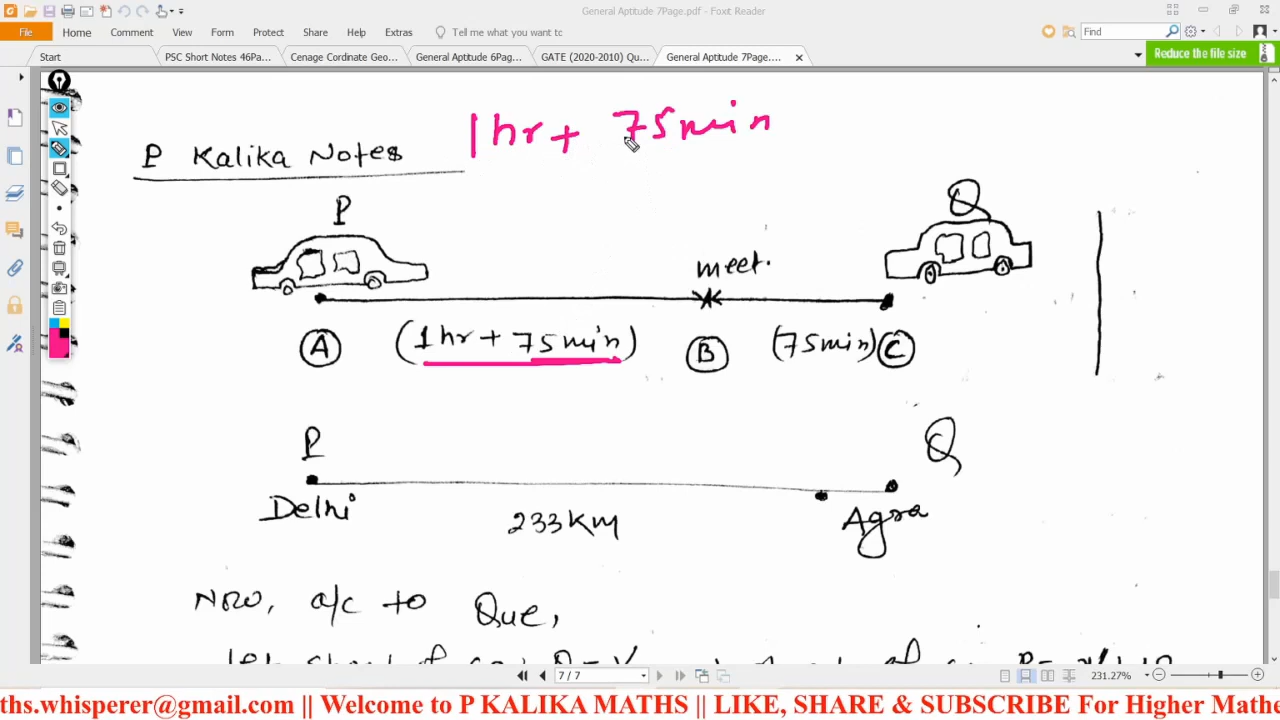 General Aptitude 7Page.pdf - Foxit Reader
File Home Comment View Form Protect Share Help Extras Tell me what you want tc Find
Start PSC Short Notes 46Pa... Cenage Cordinate Geo... General Aptitude 6Pag... GATE (2020-2010) Qu... General Aptitude 7Page.... × Reduce the file size
1hr + 75min
P Kalika Notes
P Q
meet.
A (1hr + 75min) B (75min) C
P Q
Delhi 233KM Agra
Now, a/c to Que,
7 / 7 231.27%
ths.whisperer@gmail.com || Welcome to P KALIKA MATHS || LIKE, SHARE & SUBSCRIBE For Higher Mathe